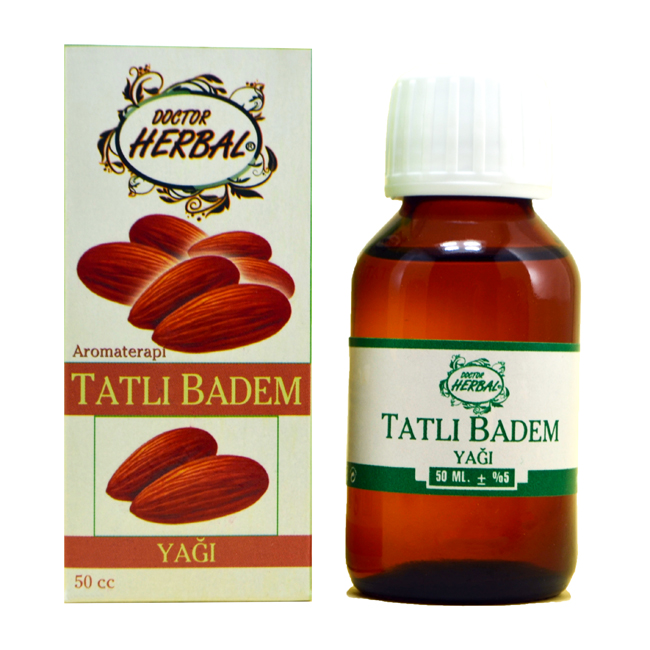 DOCTOR
HERBAL®
Aromaterapi
TATLI BADEM
YAĞI
50 cc
DOCTOR
HERBAL®
TATLI BADEM
YAĞI
50 ML. ± %5